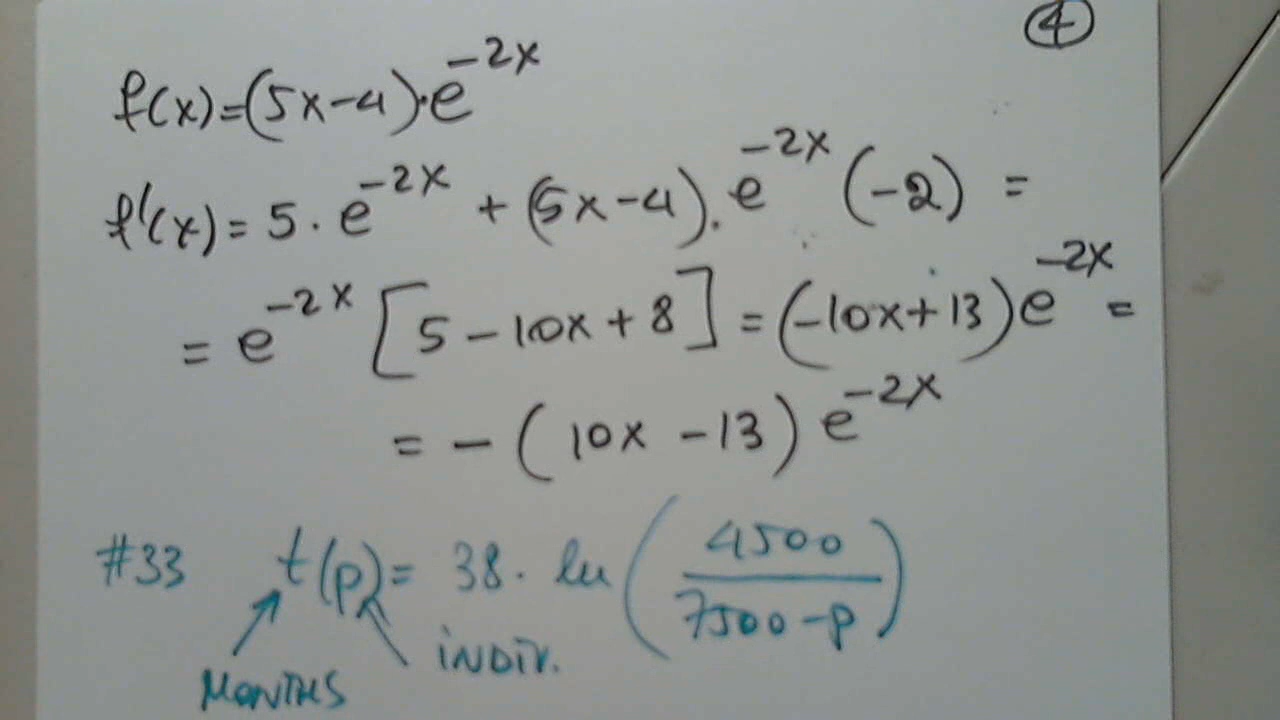 ④
f(x)=(5x-4)·e^{-2x}
f'(x)= 5·e^{-2x} + (5x-4).e^{-2x}(-2) =
= e^{-2x}[5-10x+8] = (-10x+13)e^{-2x} =
= -(10x-13)e^{-2x}
#33 t(p)= 38. ln(4500/7500-p)
MONTHS INDIV.